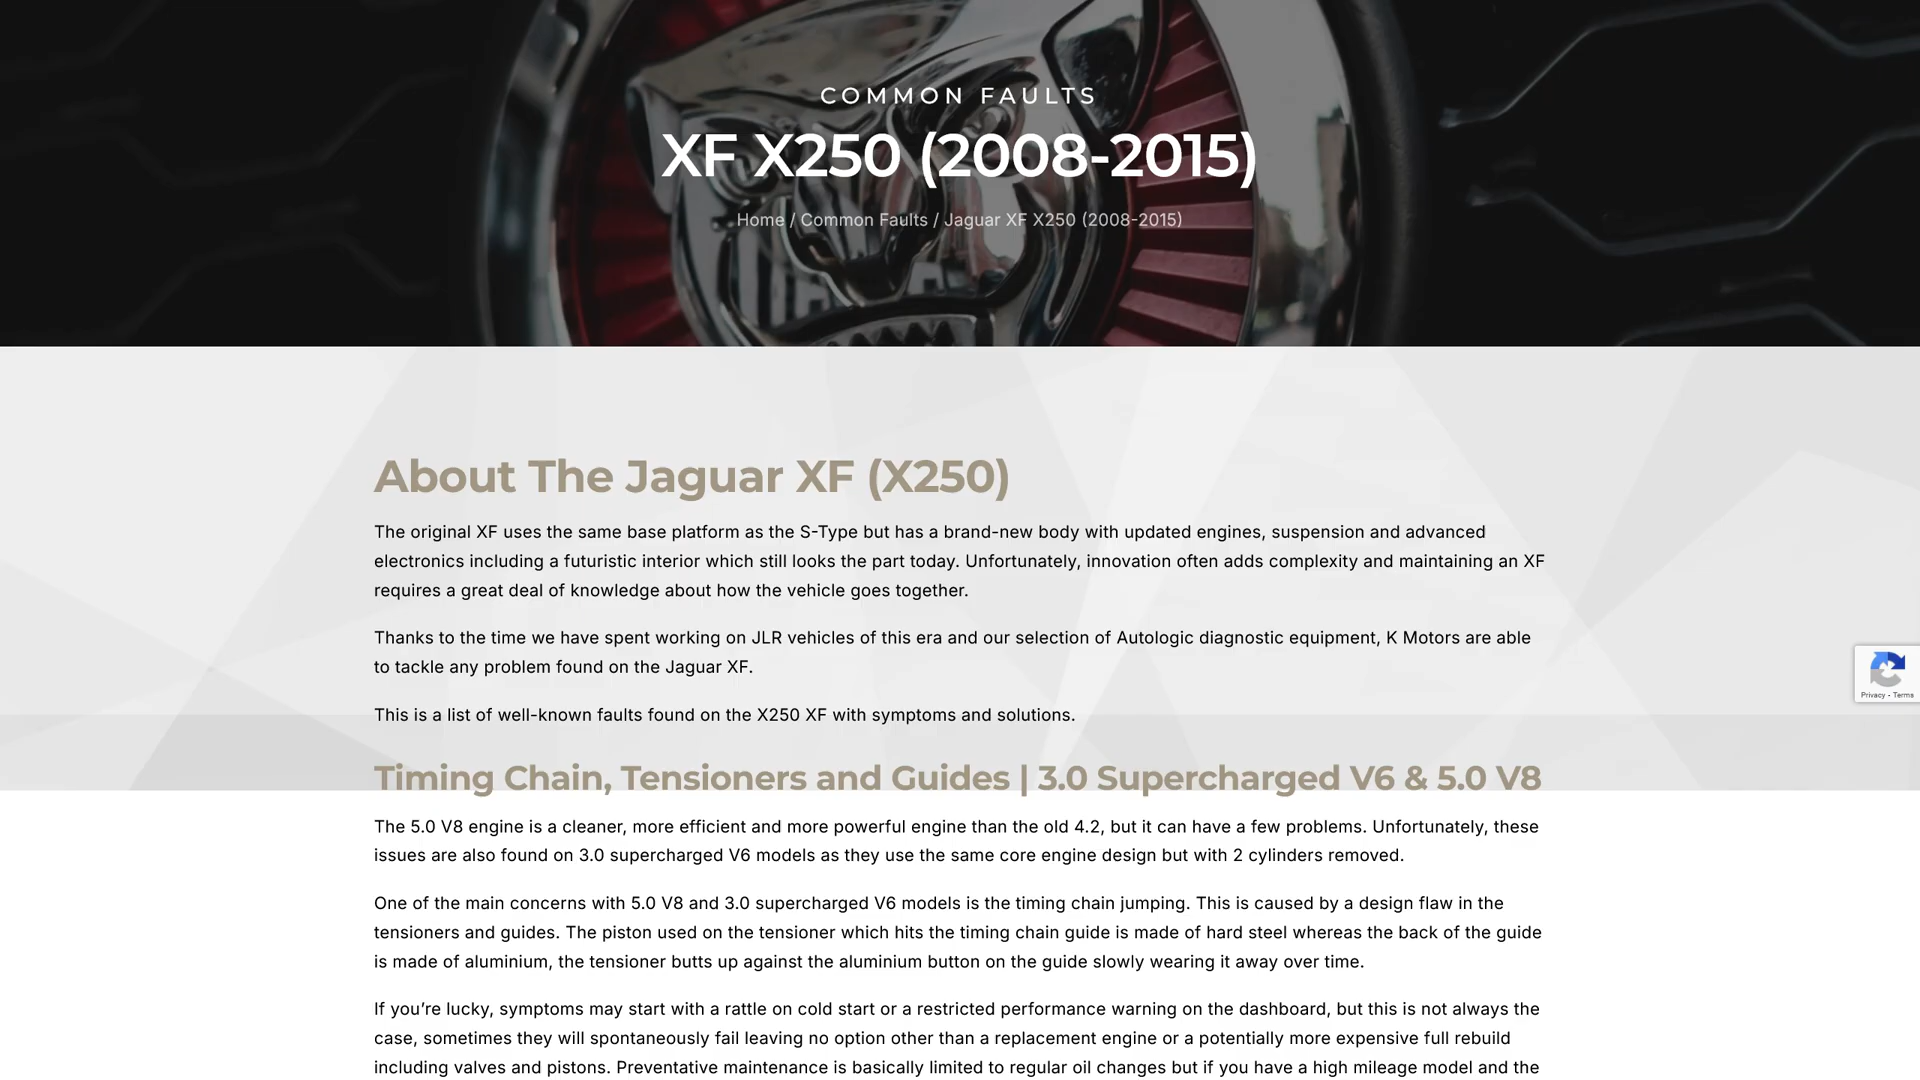 COMMON FAULTS
XF X250 (2008-2015)
Home / Common Faults / Jaguar XF X250 (2008-2015)
About The Jaguar XF (X250)
The original XF uses the same base platform as the S-Type but has a brand-new body with updated engines, suspension and advanced
electronics including a futuristic interior which still looks the part today. Unfortunately, innovation often adds complexity and maintaining an XF
requires a great deal of knowledge about how the vehicle goes together.
Thanks to the time we have spent working on JLR vehicles of this era and our selection of Autologic diagnostic equipment, K Motors are able
to tackle any problem found on the Jaguar XF.
Privacy - Terms
This is a list of well-known faults found on the X250 XF with symptoms and solutions.
Timing Chain, Tensioners and Guides | 3.0 Supercharged V6 & 5.0 V8
The 5.0 V8 engine is a cleaner, more efficient and more powerful engine than the old 4.2, but it can have a few problems. Unfortunately, these
issues are also found on 3.0 supercharged V6 models as they use the same core engine design but with 2 cylinders removed.
One of the main concerns with 5.0 V8 and 3.0 supercharged V6 models is the timing chain jumping. This is caused by a design flaw in the
tensioners and guides. The piston used on the tensioner which hits the timing chain guide is made of hard steel whereas the back of the guide
is made of aluminium, the tensioner butts up against the aluminium button on the guide slowly wearing it away over time.
If you’re lucky, symptoms may start with a rattle on cold start or a restricted performance warning on the dashboard, but this is not always the
case, sometimes they will spontaneously fail leaving no option other than a replacement engine or a potentially more expensive full rebuild
including valves and pistons. Preventative maintenance is basically limited to regular oil changes but if you have a high mileage model and the